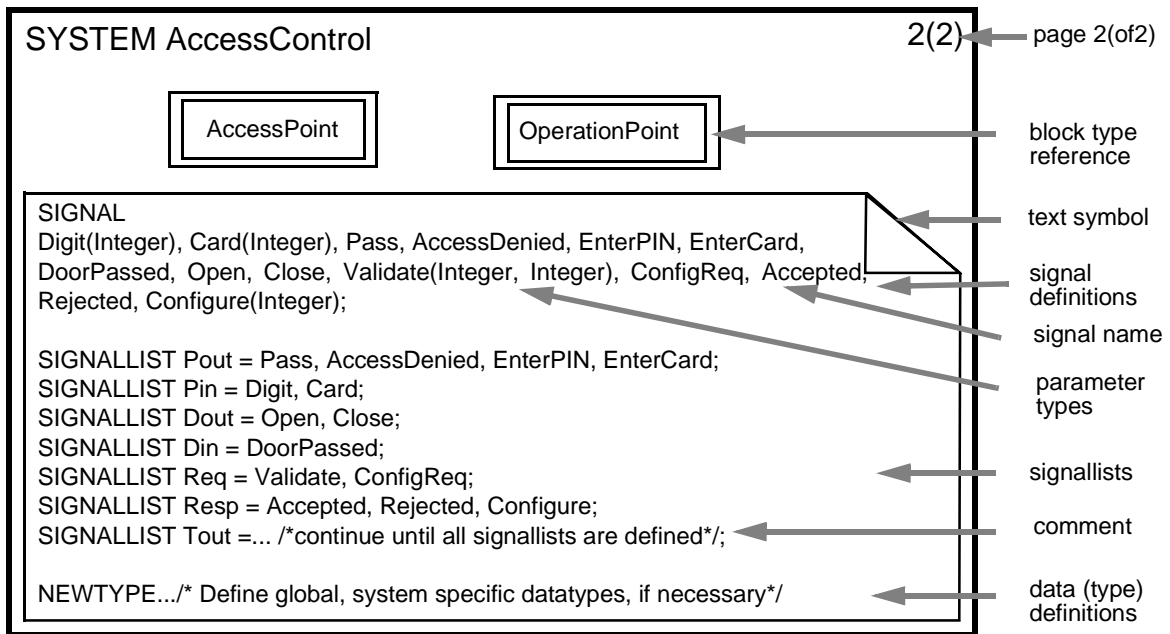 SYSTEM AccessControl
2(2)
page 2(of2)
AccessPoint
OperationPoint
block type
reference
SIGNAL
Digit(Integer), Card(Integer), Pass, AccessDenied, EnterPIN, EnterCard,
DoorPassed, Open, Close, Validate(Integer, Integer), ConfigReq, Accepted,
Rejected, Configure(Integer);
text symbol
signal
definitions
signal name
parameter
types
SIGNALLIST Pout = Pass, AccessDenied, EnterPIN, EnterCard;
SIGNALLIST Pin = Digit, Card;
SIGNALLIST Dout = Open, Close;
SIGNALLIST Din = DoorPassed;
SIGNALLIST Req = Validate, ConfigReq;
SIGNALLIST Resp = Accepted, Rejected, Configure;
SIGNALLIST Tout =... /*continue until all signallists are defined*/;
signallists
comment
NEWTYPE.../* Define global, system specific datatypes, if necessary*/
data (type)
definitions